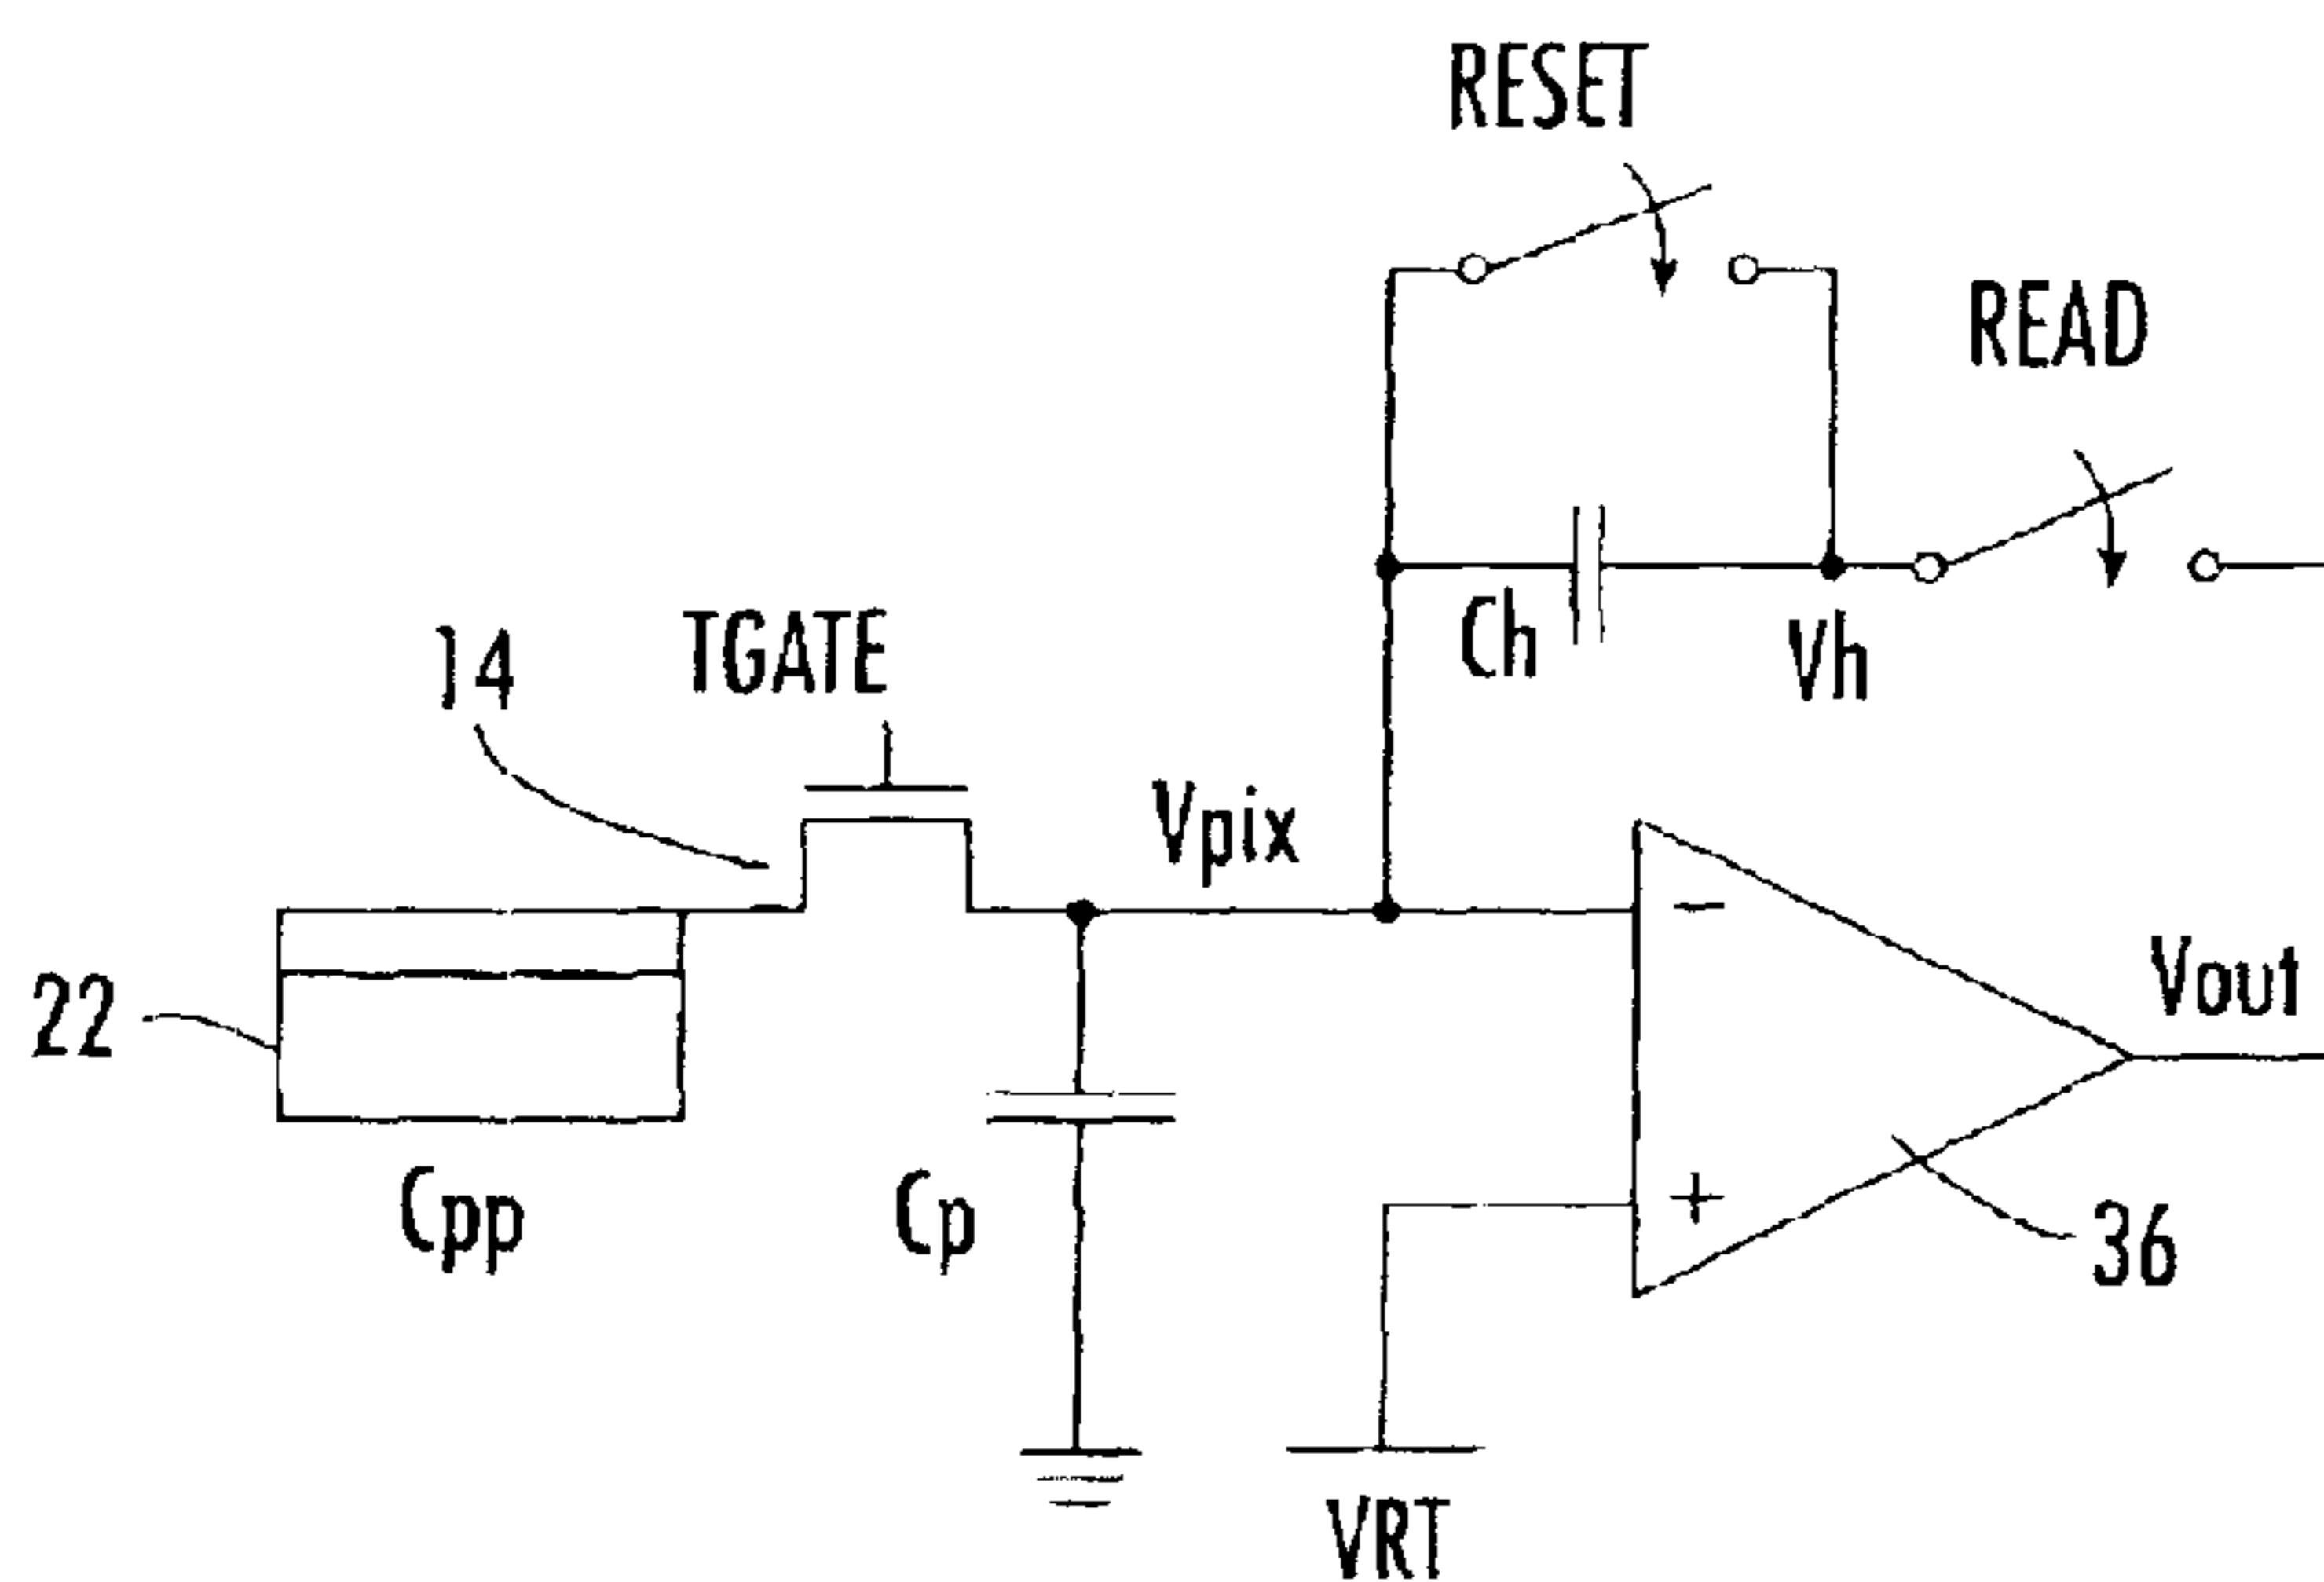 RESET
READ
Ch
Vh
14
TGATE
Vpix
-
22
Vout
Cpp
Cp
+
36
VRT